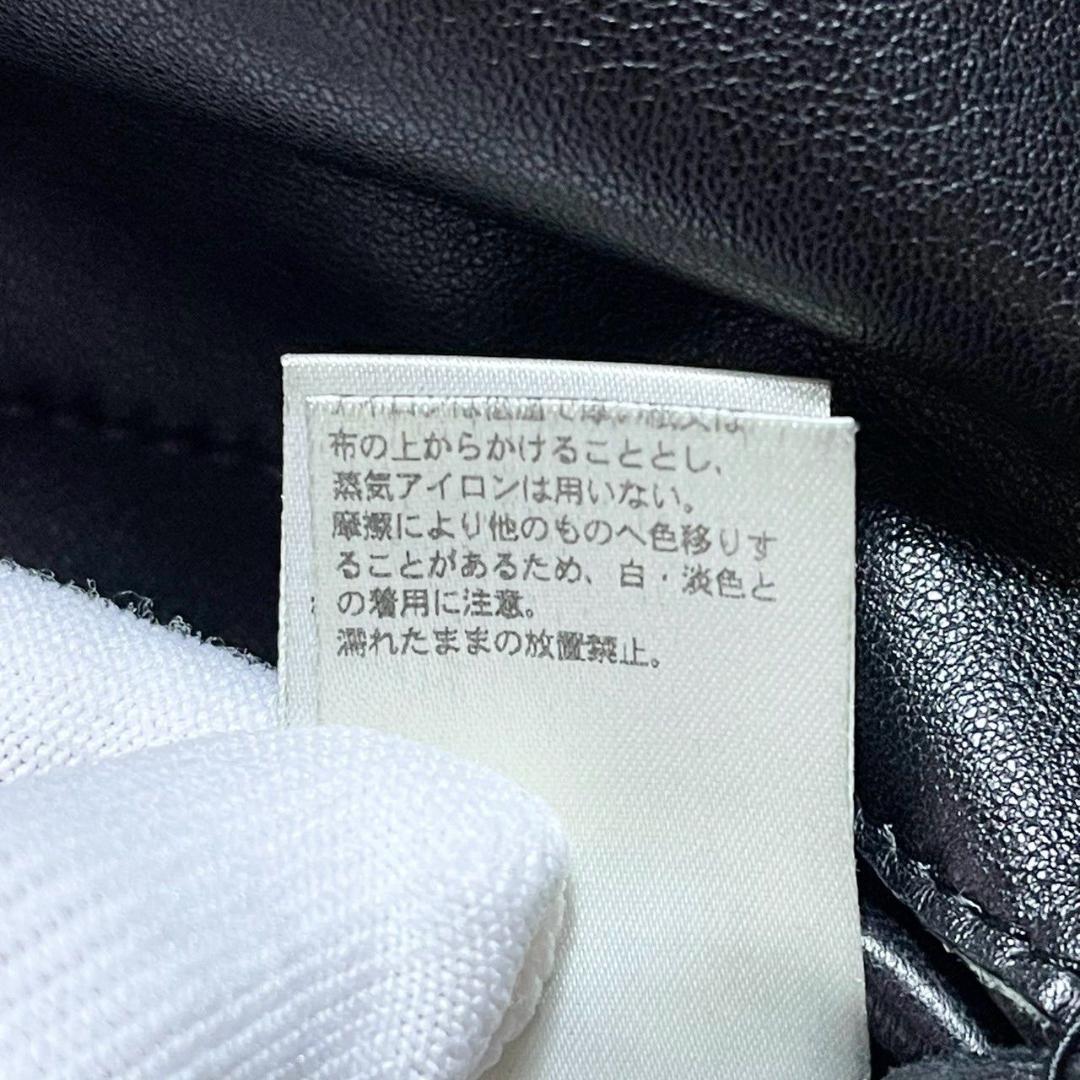 布の上からかけることとし、
蒸気アイロンは用いない。
摩擦により他のものへ色移りす
ることがあるため、白・淡色と
の着用に注意。
濡れたままの放置禁止。